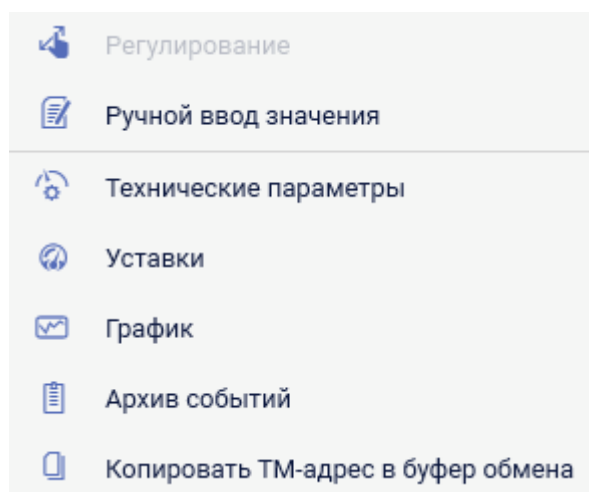 Регулирование
Ручной ввод значения
Технические параметры
Уставки
График
Архив событий
Копировать ТМ-адрес в буфер обмена